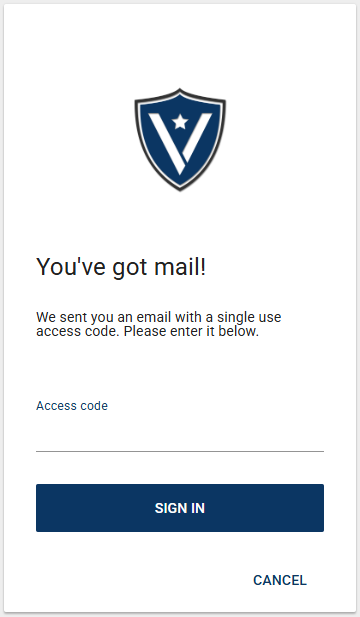 You've got mail!
We sent you an email with a single use
access code. Please enter it below.
Access code
SIGN IN
CANCEL